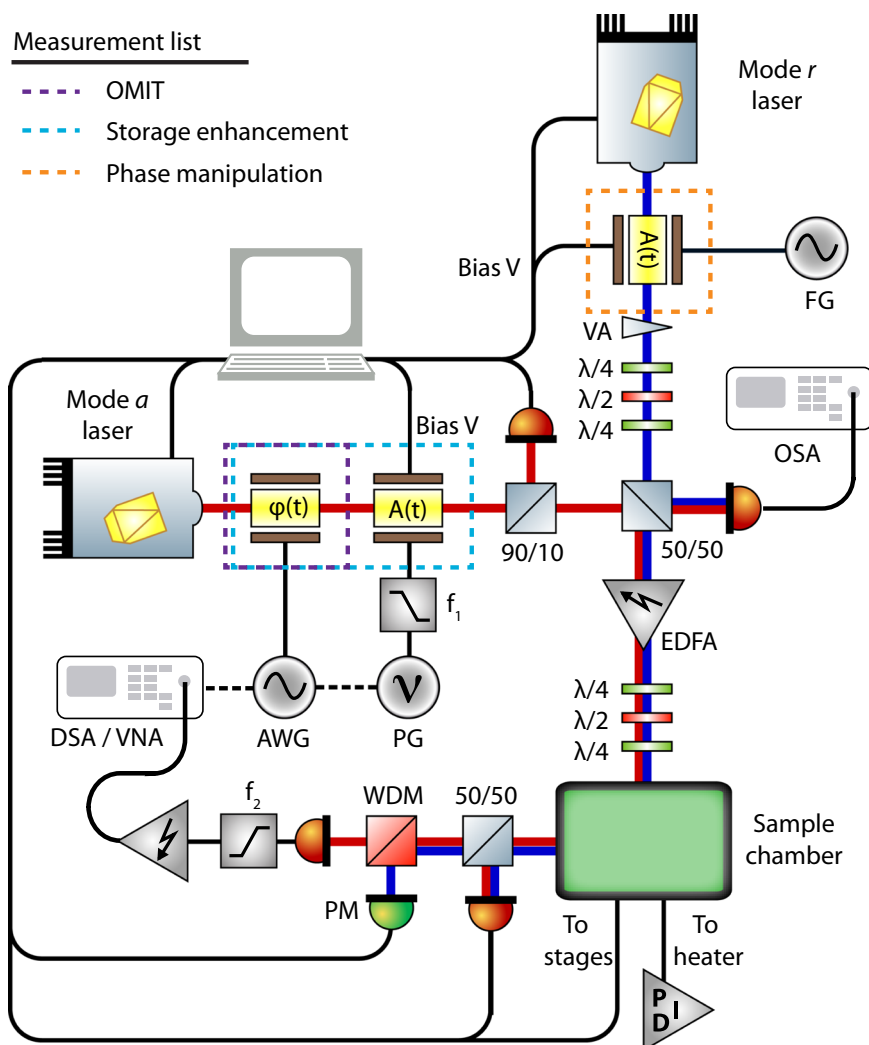 Measurement list
OMIT
Storage enhancement
Phase manipulation
Mode r
laser
A(t)
Bias V
FG
VA
λ/4
λ/2
λ/4
Mode a
laser
Bias V
OSA
φ(t)
A(t)
90/10
50/50
f1
EDFA
DSA / VNA
AWG
ν
PG
λ/4
λ/2
λ/4
f2
WDM
50/50
Sample
chamber
PM
To
stages
To
heater
P I
D